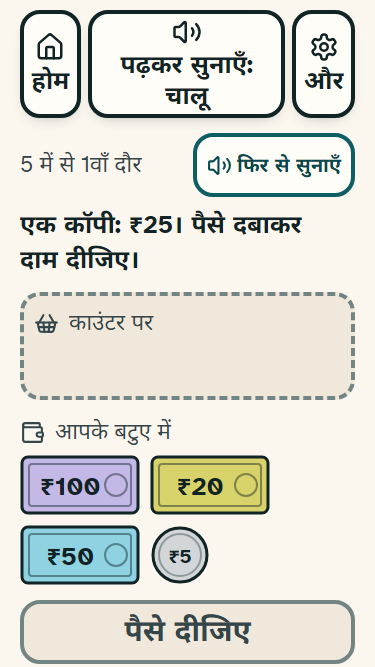 होम
पढ़कर सुनाएँ:
चालू
और
5 में से 1वाँ दौर
फिर से सुनाएँ
एक कॉपी: ₹25। पैसे दबाकर
दाम दीजिए।
काउंटर पर
आपके बटुए में
₹100
₹20
₹50
₹5
पैसे दीजिए